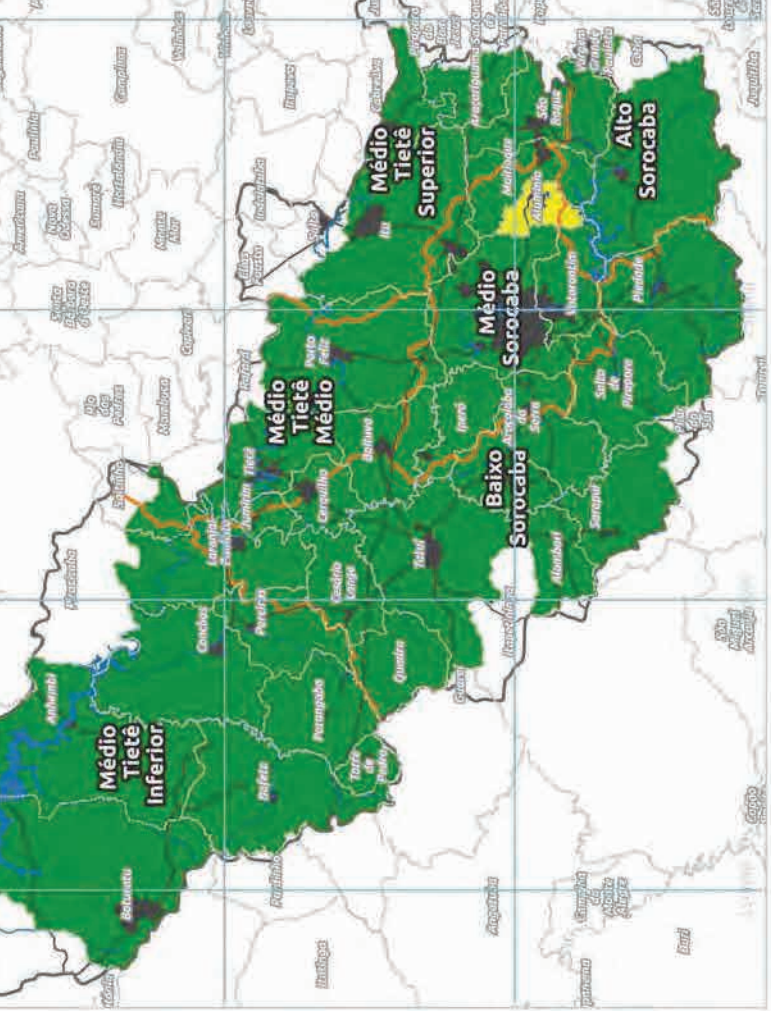 Botucatu
Anhembi
Médio
Tietê
Inferior
Piracicaba
Saltinho
Rio
das
Pedras
Santa
Bárbara
d'Oeste
Americana
Nova
Odessa
Paulínia
Sumaré
Hortolândia
Mombuca
Monte
Mor
Campinas
Valinhos
Capivari
Conchas
Laranjal
Paulista
Jumirim
Tietê
Rafard
Elias
Fausto
Indaiatuba
Itupeva
Pardinho
Bofete
Pereiras
Cerquilho
Médio
Tietê
Médio
Porto
Feliz
Salto
Itatinga
Porangaba
Torre
de
Pedra
Cesário
Lange
Boituva
Itu
Cabreúva
Médio
Tietê
Superior
Quadra
Tatuí
Guareí
Iperó
Araçariguama
Angatuba
Itapetininga
Baixo
Sorocaba
Araçoiaba
da
Serra
Médio
Sorocaba
Mairinque
Alumínio
São
Roque
Votorantim
Alambari
Campina
do
Monte
Alegre
Sarapuí
Salto
de
Pirapora
Piedade
Alto
Sorocaba
Vargem
Grande
Paulista
Cotia
Buri
São
Miguel
Arcanjo
Pilar
do
Sul
Tapiraí
Juquitiba